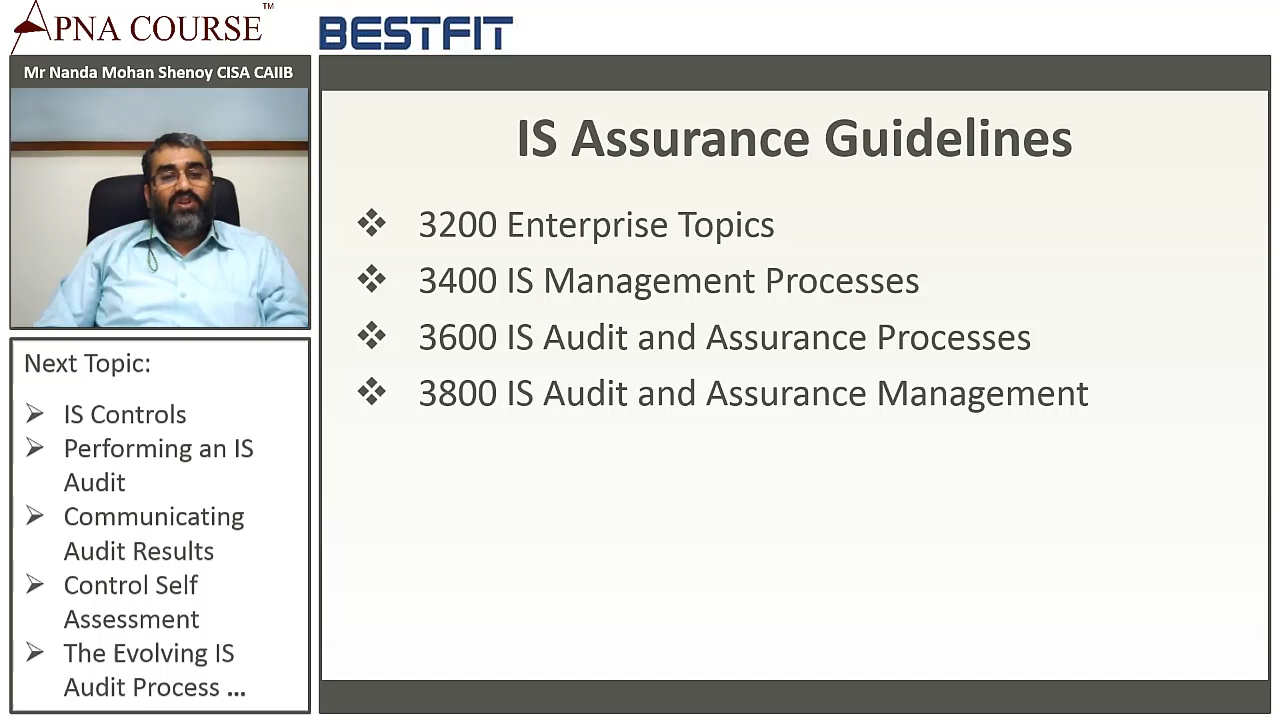 APNA COURSE™
BESTFIT
Mr Nanda Mohan Shenoy CISA CAIIB
Next Topic:
IS Controls
Performing an IS
Audit
Communicating
Audit Results
Control Self
Assessment
The Evolving IS
Audit Process ...
IS Assurance Guidelines
3200 Enterprise Topics
3400 IS Management Processes
3600 IS Audit and Assurance Processes
3800 IS Audit and Assurance Management